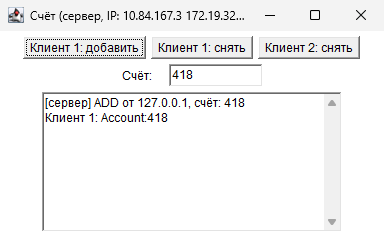 Счёт (сервер, IP: 10.84.167.3 172.19.32...
Клиент 1: добавить Клиент 1: снять Клиент 2: снять
Счёт: 418
[сервер] ADD от 127.0.0.1, счёт: 418
Клиент 1: Account:418